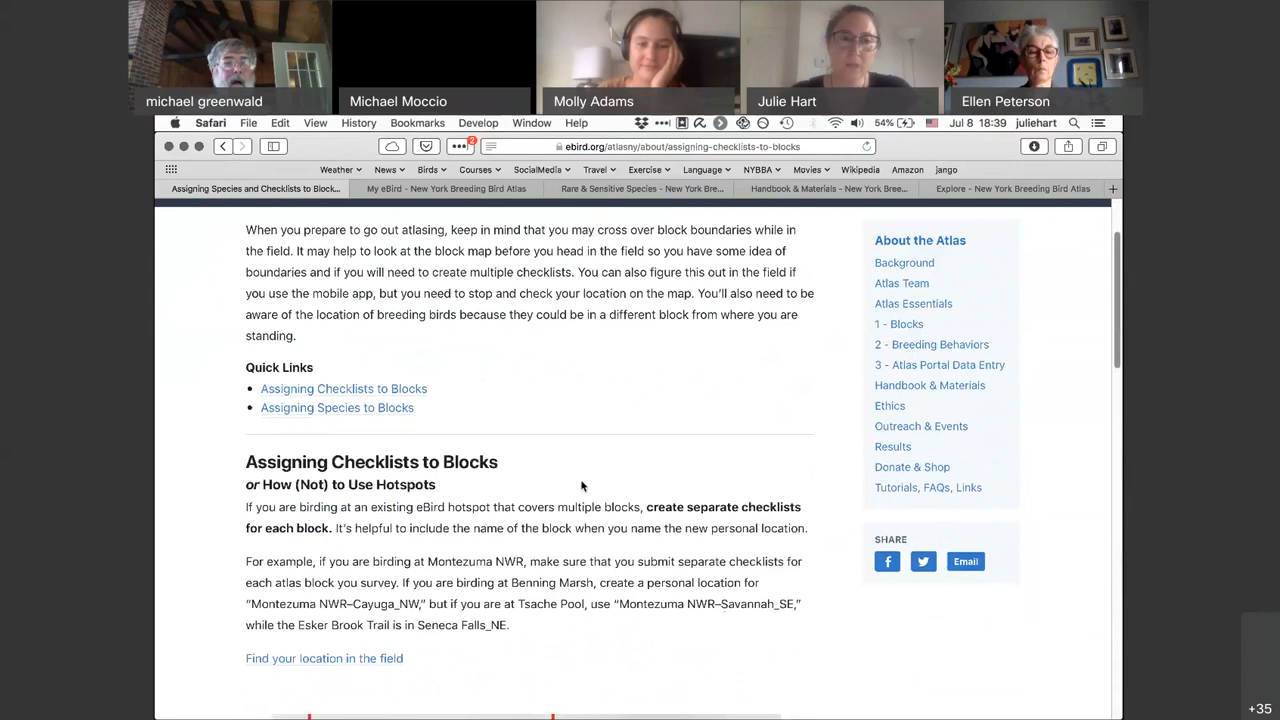 michael greenwald
Michael Moccio
Molly Adams
Julie Hart
Ellen Peterson
Safari File Edit View History Bookmarks Develop Window Help
54%
Jul 8 18:39 juliehart
2
ebird.org/atlasny/about/assigning-checklists-to-blocks
Weather News Birds Courses SocialMedia Travel Exercise Language NYBBA Movies Wikipedia Amazon jango
Assigning Species and Checklists to Block...
My eBird - New York Breeding Bird Atlas
Rare & Sensitive Species - New York Bre...
Handbook & Materials - New York Bree...
Explore - New York Breeding Bird Atlas
When you prepare to go out atlasing, keep in mind that you may cross over block boundaries while in
the field. It may help to look at the block map before you head in the field so you have some idea of
boundaries and if you will need to create multiple checklists. You can also figure this out in the field if
you use the mobile app, but you need to stop and check your location on the map. You'll also need to be
aware of the location of breeding birds because they could be in a different block from where you are
standing.
Quick Links
• Assigning Checklists to Blocks
• Assigning Species to Blocks
Assigning Checklists to Blocks
or How (Not) to Use Hotspots
If you are birding at an existing eBird hotspot that covers multiple blocks, create separate checklists
for each block. It's helpful to include the name of the block when you name the new personal location.
For example, if you are birding at Montezuma NWR, make sure that you submit separate checklists for
each atlas block you survey. If you are birding at Benning Marsh, create a personal location for
"Montezuma NWR–Cayuga_NW," but if you are at Tsache Pool, use "Montezuma NWR–Savannah_SE,"
while the Esker Brook Trail is in Seneca Falls_NE.
Find your location in the field
About the Atlas
Background
Atlas Team
Atlas Essentials
1 - Blocks
2 - Breeding Behaviors
3 - Atlas Portal Data Entry
Handbook & Materials
Ethics
Outreach & Events
Results
Donate & Shop
Tutorials, FAQs, Links
SHARE
Email
+35